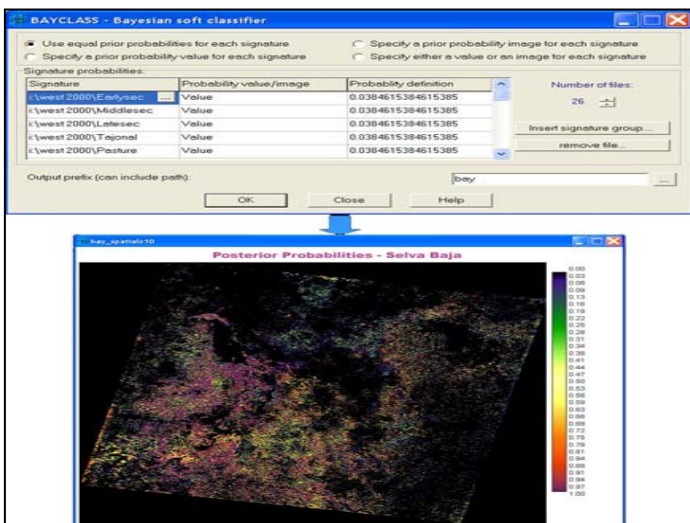 BAYCLASS - Bayesian soft classifier
Use equal prior probabilities for each signature
Specify a prior probability image for each signature
Specify a prior probability value for each signature
Specify either a value or an image for each signature
Signature probabilities:
Signature Probability value/image Probablity definition
i:\west 2000\Earlysec ... Value 0.0384615384615385
i:\west 2000\Middlesec Value 0.0384615384615385
i:\west 2000\Latesec Value 0.0384615384615385
i:\west 2000\Tajonal Value 0.0384615384615385
i:\west 2000\Pasture Value 0.0384615384615385
Number of files:
26
Insert signature group...
remove file...
Output prefix (can include path):
bay
...
OK Close Help
bay_spatialc10
Posterior Probabilities - Selva Baja
0.00
0.03
0.06
0.09
0.13
0.16
0.19
0.22
0.25
0.28
0.31
0.34
0.38
0.41
0.44
0.47
0.50
0.53
0.56
0.59
0.63
0.66
0.69
0.72
0.75
0.78
0.81
0.84
0.88
0.91
0.94
0.97
1.00